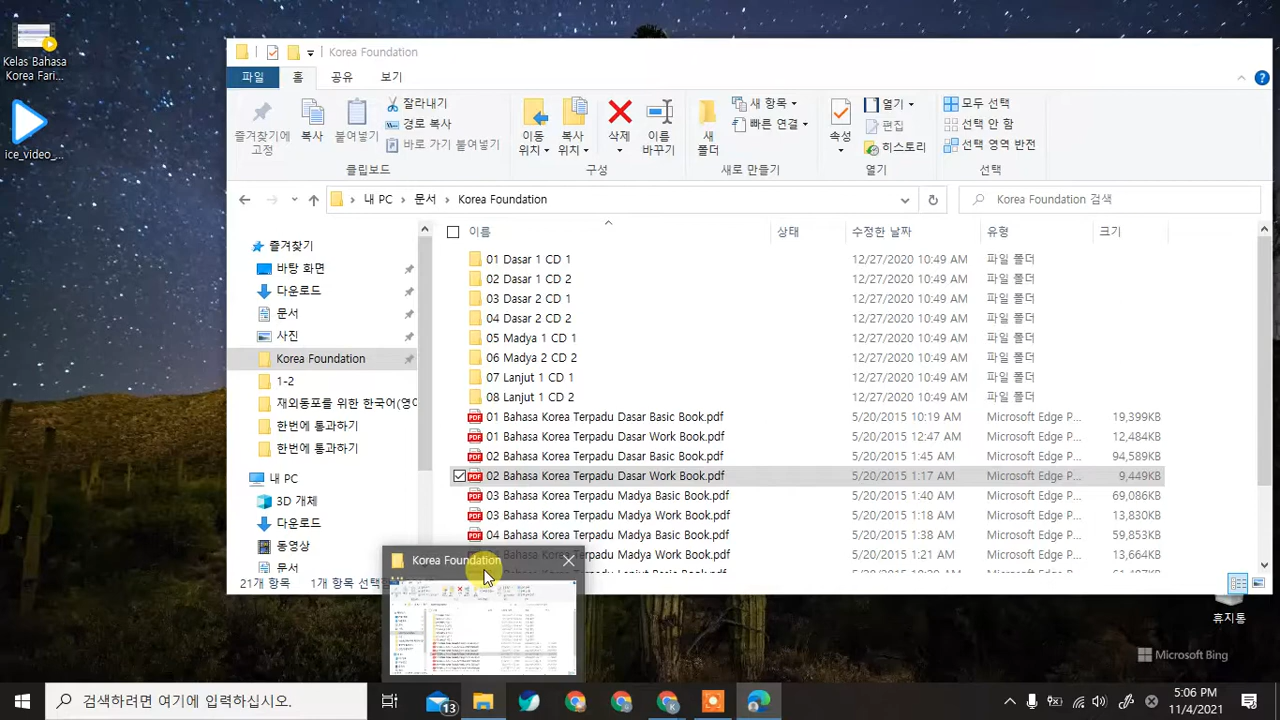 Kelas Bahasa
Korea Fari...
ice_video_...
Korea Foundation
파일 홈 공유 보기
즐겨찾기에
고정
복사
붙여넣기
잘라내기
경로 복사
바로 가기 붙여넣기
클립보드
이동
위치
복사
위치
삭제
이름
바꾸기
구성
새
폴더
새 항목
빠른 연결
새로 만들기
속성
열기
편집
히스토리
열기
모두 선택
선택 안 함
선택 영역 반전
선택
내 PC > 문서 > Korea Foundation
Korea Foundation 검색
이름 상태 수정한 날짜 유형 크기
즐겨찾기
바탕 화면
다운로드
문서
사진
Korea Foundation
1-2
재외동포를 위한 한국어(영어
한번에 통과하기
한번에 통과하기
내 PC
3D 개체
다운로드
동영상
문서
01 Dasar 1 CD 1 12/27/2020 10:49 AM 파일 폴더
02 Dasar 1 CD 2 12/27/2020 10:49 AM 파일 폴더
03 Dasar 2 CD 1 12/27/2020 10:49 AM 파일 폴더
04 Dasar 2 CD 2 12/27/2020 10:49 AM 파일 폴더
05 Madya 1 CD 1 12/27/2020 10:49 AM 파일 폴더
06 Madya 2 CD 2 12/27/2020 10:49 AM 파일 폴더
07 Lanjut 1 CD 1 12/27/2020 10:49 AM 파일 폴더
08 Lanjut 1 CD 2 12/27/2020 10:49 AM 파일 폴더
01 Bahasa Korea Terpadu Dasar Basic Book.pdf 5/20/201 :19 AM Microsoft Edge P... 19,399KB
01 Bahasa Korea Terpadu Dasar Work Book.pdf 5/20/201 12:47 AM Microsoft Edge P... 12,484KB
02 Bahasa Korea Terpadu Dasar Basic Book.pdf 5/20/201 :45 AM Microsoft Edge P... 94,589KB
02 Bahasa Korea Terpadu Dasar Work Book.pdf 5/20/201 :17 AM Microsoft Edge P... 9,449KB
03 Bahasa Korea Terpadu Madya Basic Book.pdf 5/20/201 :40 AM Microsoft Edge P... 69,086KB
03 Bahasa Korea Terpadu Madya Work Book.pdf 5/20/201 :18 AM Microsoft Edge P... 13,830KB
04 Bahasa Korea Terpadu Madya Basic Book.pdf 5/20/201 :38 AM Microsoft Edge P... 52,859KB
Bahasa Korea Terpadu Madya Work Book.pdf 5/20/201 :21 AM Microsoft Edge P... 13,664KB
21개 항목 1개 항목 선택
Korea Foundation
검색하려면 여기에 입력하십시오.
13
5:06 PM
11/4/2021